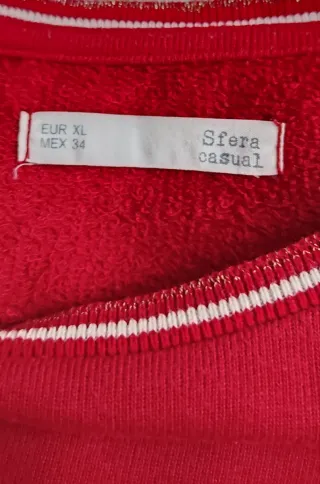 EUR XL
MEX 34
Sfera
casual